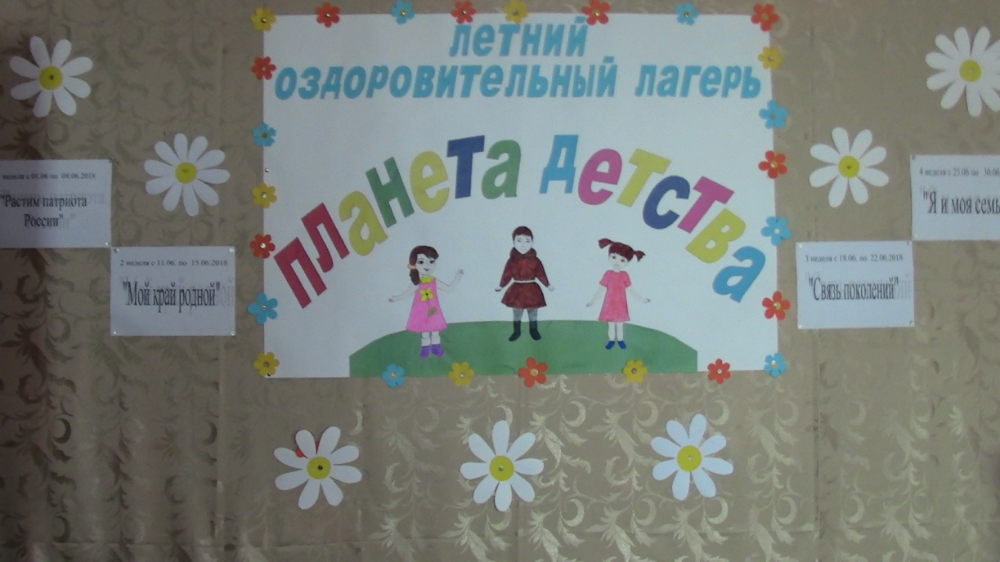 летний
оздоровительный лагерь
планета детства
неделя с 01.06 по 08.06.2018
"Растим патриота
России"
2 неделя с 11.06. по 15.06.2018
"Мой край родной"
3 неделя с 18.06. по 22.06.2018
"Связь поколений"
4 неделя с 25.06 по 30.06
"Я и моя семь